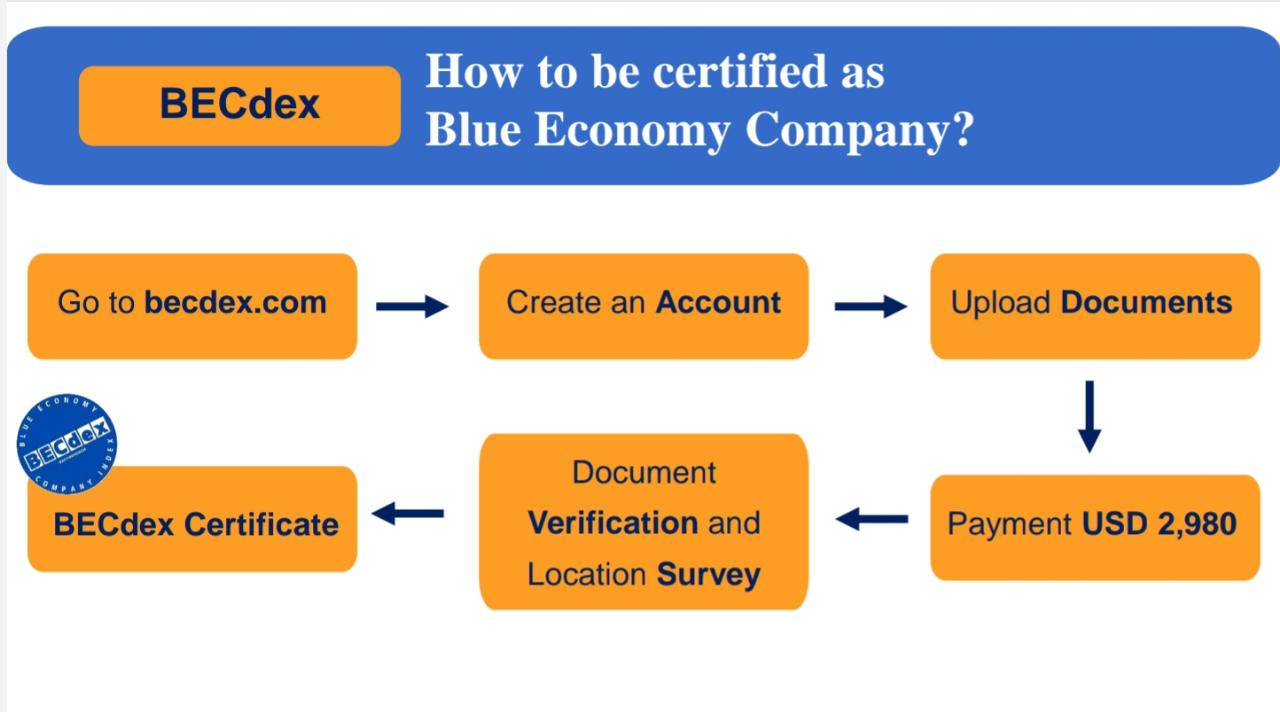 BECdex
How to be certified as
Blue Economy Company?
Go to becdex.com
Create an Account
Upload Documents
Payment USD 2,980
Document
Verification and
Location Survey
BECdex Certificate
BLUE ECONOMY
BECdex
COMPANY INDEX